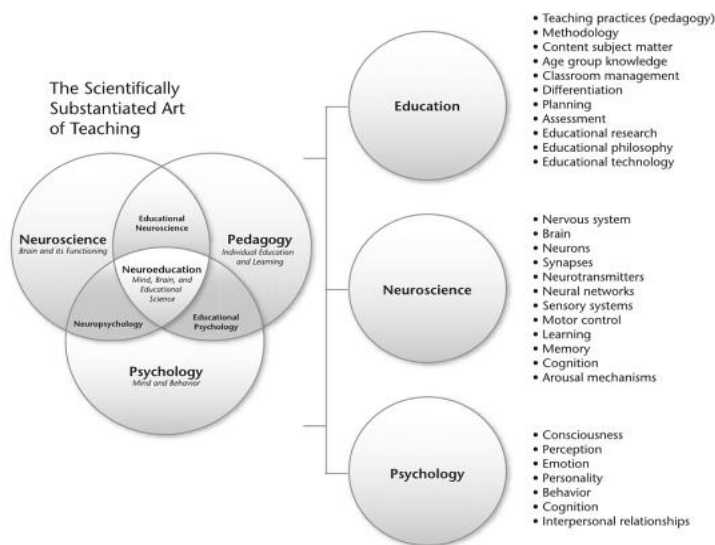 The Scientifically
Substantiated Art
of Teaching
Educational
Neuroscience
Neuroscience
Brain and its Functioning
Pedagogy
Individual Education
and Learning
Neuroeducation
Mind, Brain, and
Educational
Science
Neuropsychology
Educational
Psychology
Psychology
Mind and Behavior
Education
• Teaching practices (pedagogy)
• Methodology
• Content subject matter
• Age group knowledge
• Classroom management
• Differentiation
• Planning
• Assessment
• Educational research
• Educational philosophy
• Educational technology
Neuroscience
• Nervous system
• Brain
• Neurons
• Synapses
• Neurotransmitters
• Neural networks
• Sensory systems
• Motor control
• Learning
• Memory
• Cognition
• Arousal mechanisms
Psychology
• Consciousness
• Perception
• Emotion
• Personality
• Behavior
• Cognition
• Interpersonal relationships